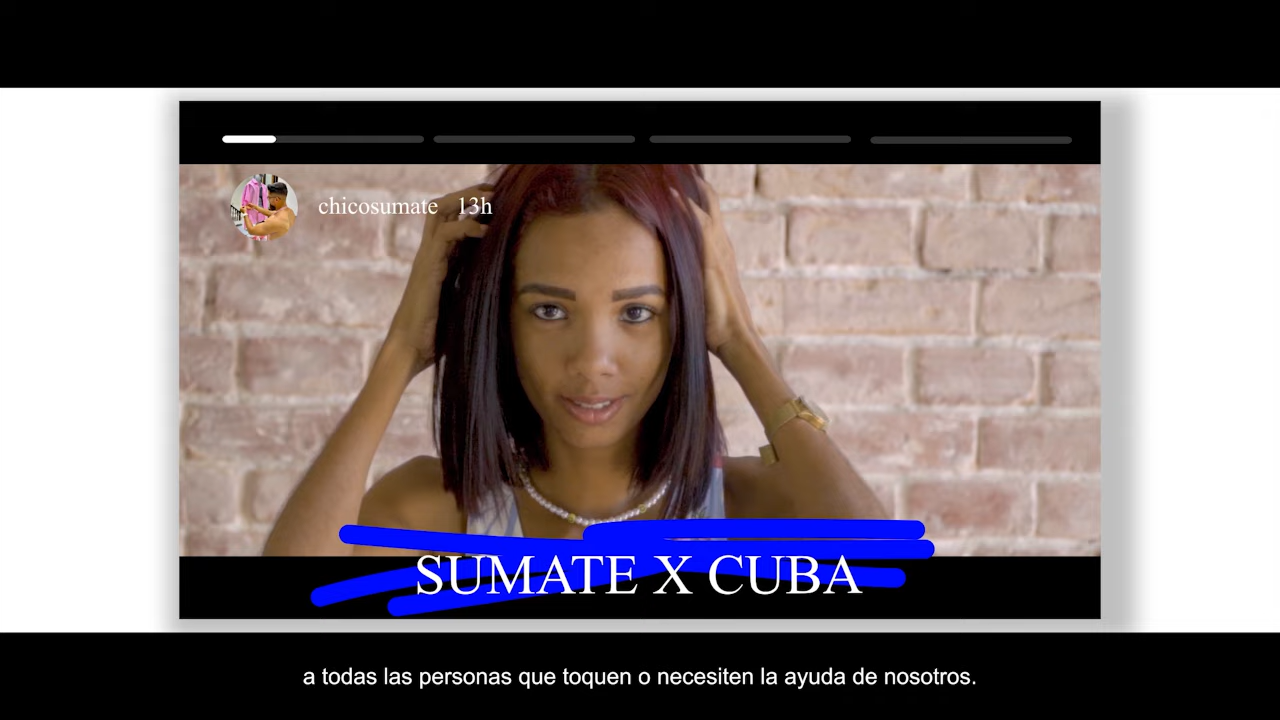 chicosumate 13h
SUMATE X CUBA
a todas las personas que toquen o necesiten la ayuda de nosotros.